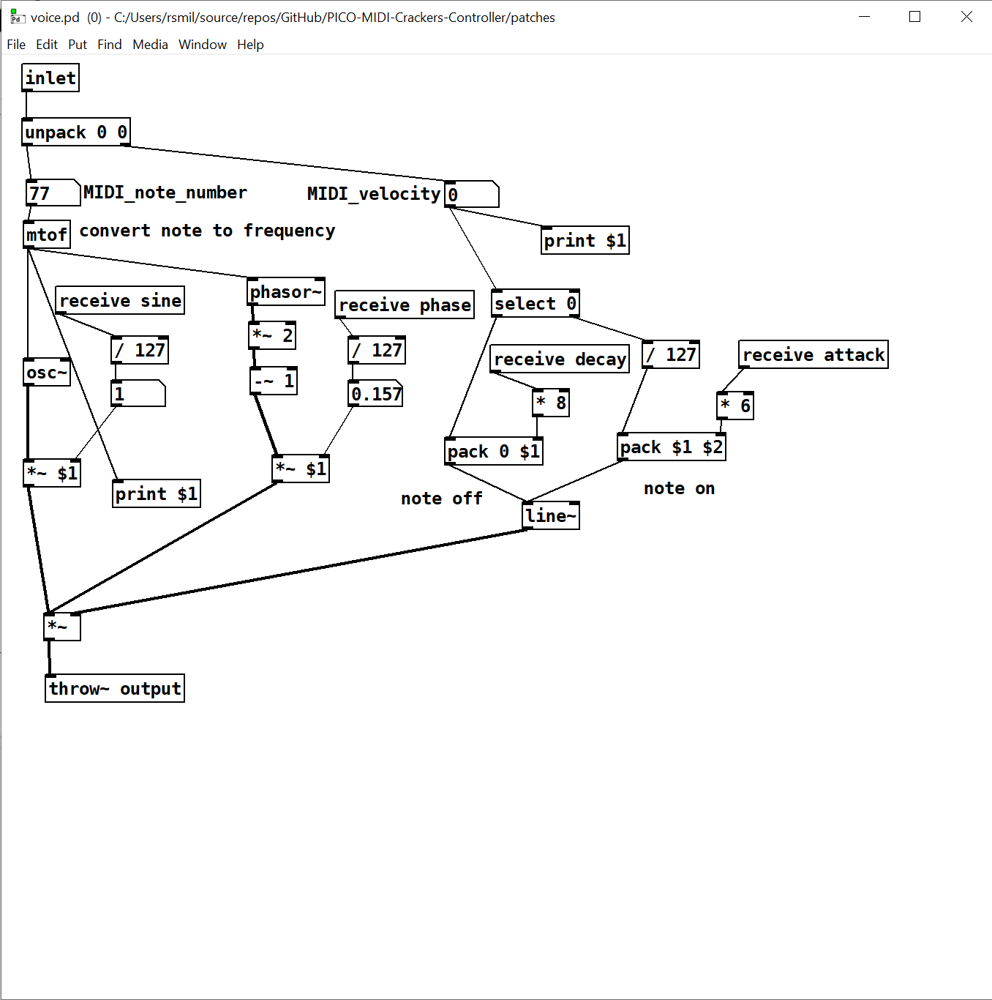 voice.pd (0) - C:/Users/rsmil/source/repos/GitHub/PICO-MIDI-Crackers-Controller/patches
File Edit Put Find Media Window Help
inlet
unpack 0 0
77 MIDI_note_number MIDI_velocity 0
mtof convert note to frequency
print $1
phasor~
receive sine receive phase select 0
*~ 2
/ 127 / 127 / 127 receive attack
receive decay
osc~ -~ 1
1 0.157 * 8 * 6
pack 0 $1 pack $1 $2
*~ $1 *~ $1
print $1 note off note on
line~
*~
throw~ output